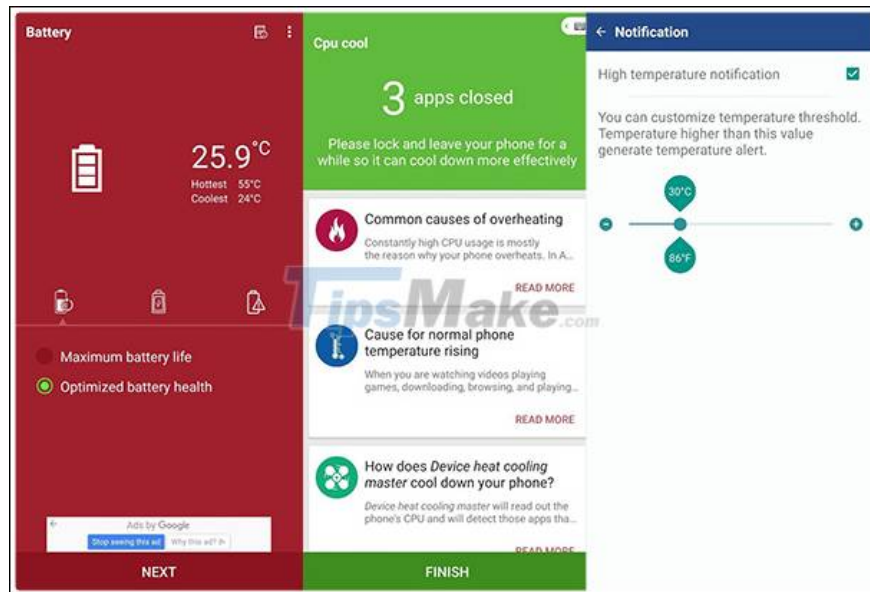 Battery
25.9°C
Hottest 55°C
Coolest 24°C
Maximum battery life
Optimized battery health
Ads by Google
Stop seeing this ad Why this ad?
NEXT
Cpu cool
3 apps closed
Please lock and leave your phone for a
while so it can cool down more effectively
Common causes of overheating
Constantly high CPU usage is mostly
the reason why your phone overheats. In A...
READ MORE
Cause for normal phone
temperature rising
When you are watching videos playing
games, downloading, browsing, and playing...
READ MORE
How does Device heat cooling
master cool down your phone?
Device heat cooling master will read out the
phone's CPU and will detect those apps tha...
READ MORE
FINISH
Notification
High temperature notification
You can customize temperature threshold.
Temperature higher than this value
generate temperature alert.
30°C
86°F
TipsMake.com